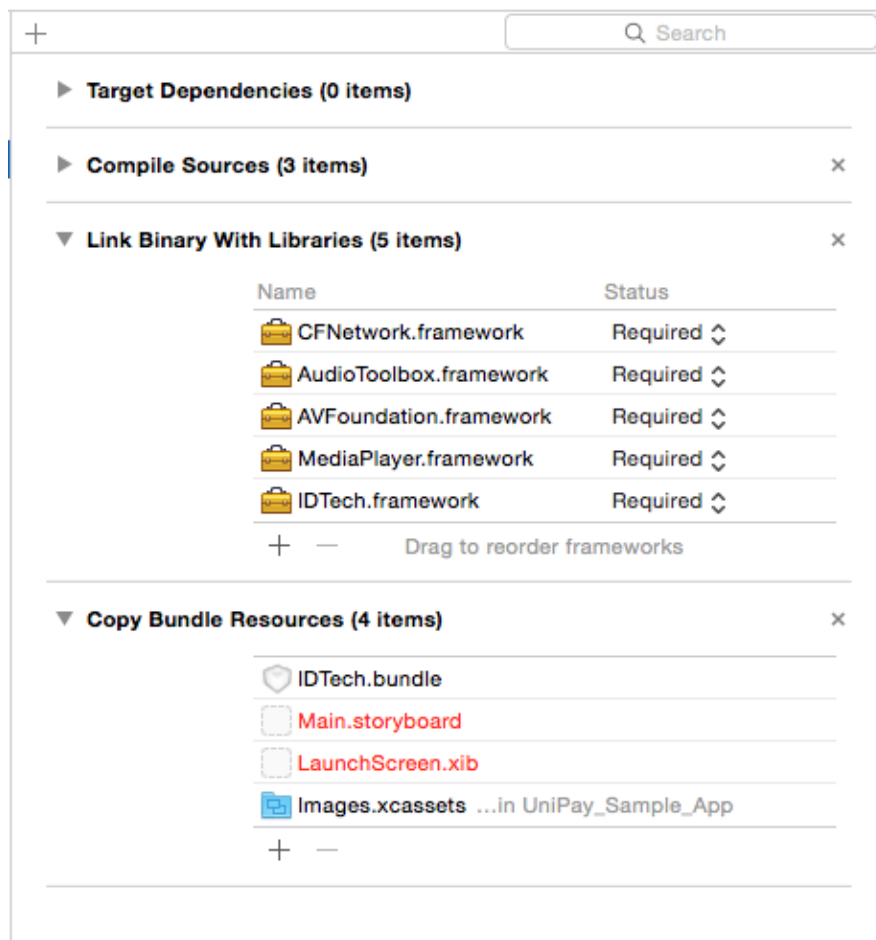 Search
Target Dependencies (0 items)
Compile Sources (3 items)
Link Binary With Libraries (5 items)
Name Status
CFNetwork.framework Required
AudioToolbox.framework Required
AVFoundation.framework Required
MediaPlayer.framework Required
IDTech.framework Required
Drag to reorder frameworks
Copy Bundle Resources (4 items)
IDTech.bundle
Main.storyboard
LaunchScreen.xib
Images.xcassets ...in UniPay_Sample_App